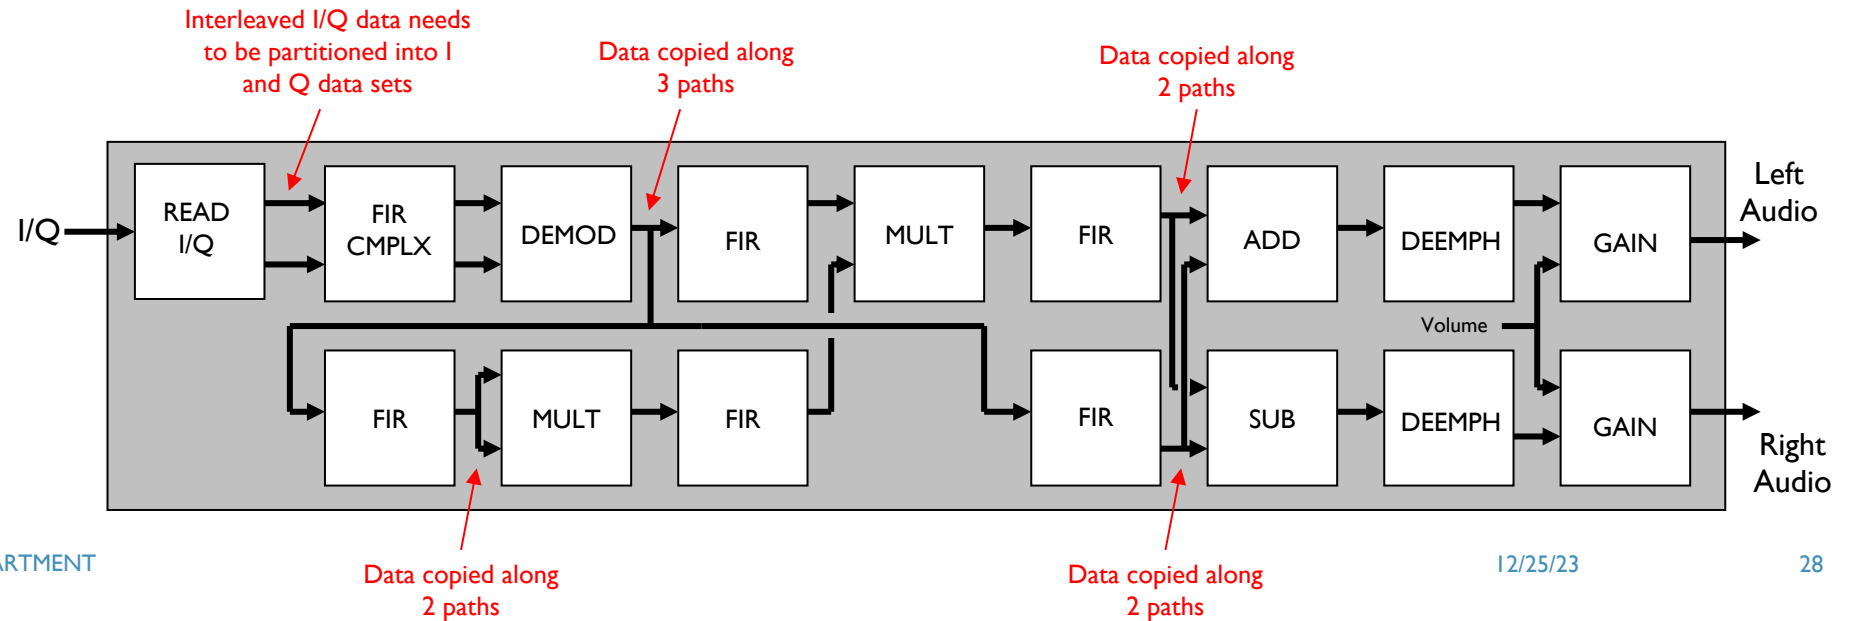 Interleaved I/Q data needs
to be partitioned into I
and Q data sets
Data copied along
3 paths
Data copied along
2 paths
I/Q
READ
I/Q
FIR
CMPLX
DEMOD
FIR
MULT
FIR
ADD
DEEMPH
GAIN
Left
Audio
Volume
FIR
MULT
FIR
FIR
SUB
DEEMPH
GAIN
Right
Audio
Data copied along
2 paths
Data copied along
2 paths
ARTMENT
12/25/23
28